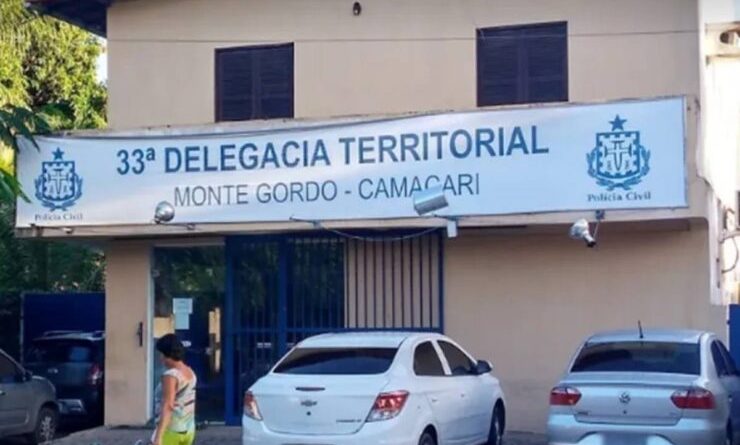 33ª DELEGACIA TERRITORIAL
MONTE GORDO - CAMAÇARI
Polícia Civil
Polícia Civil